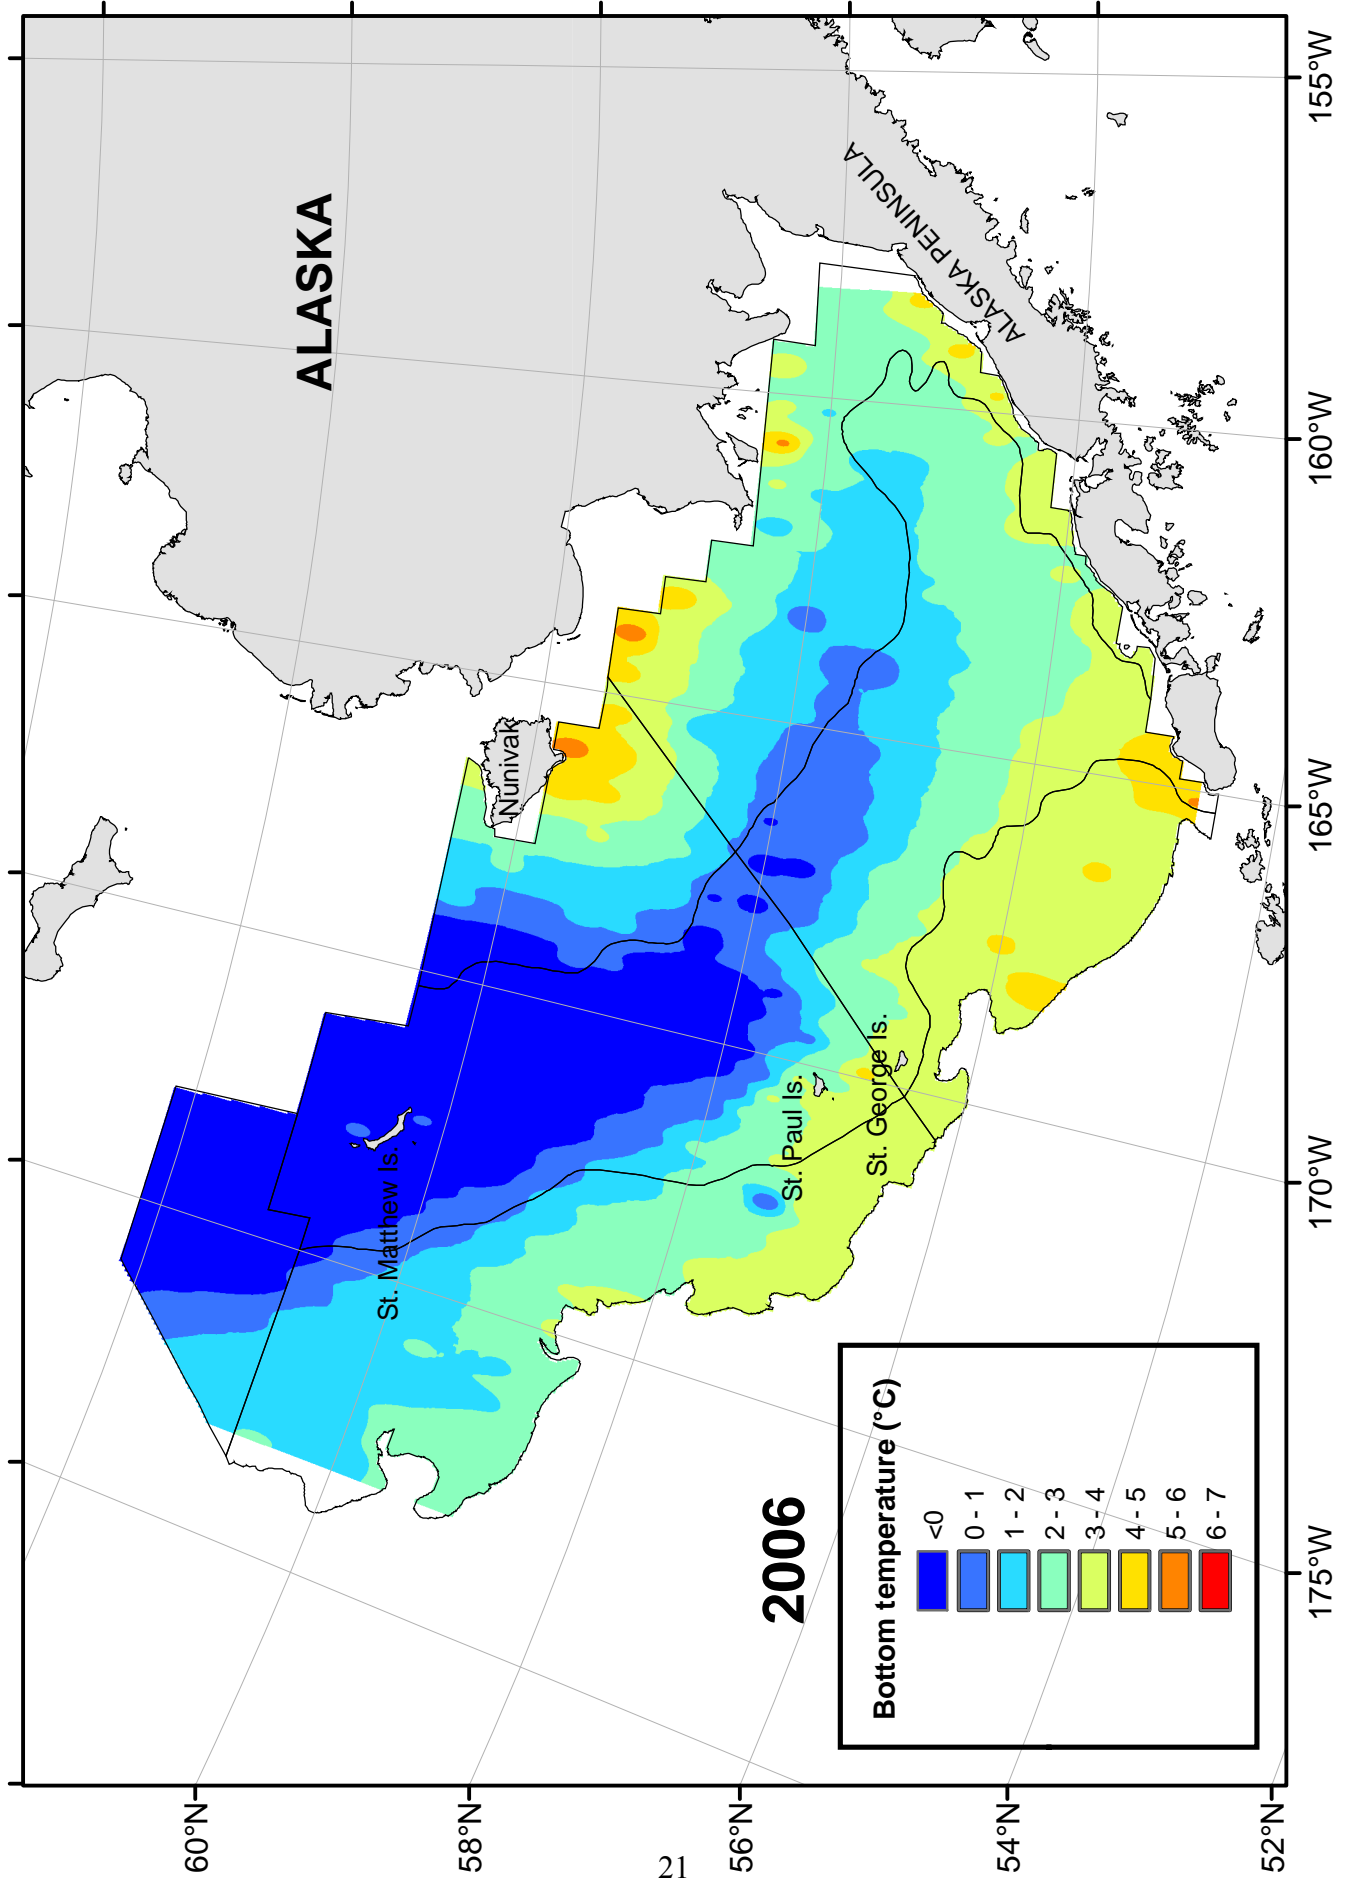 ALASKA
ALASKA PENINSULA
Nunivak
St. Matthew Is.
St. Paul Is.
St. George Is.
2006
Bottom temperature (°C)
<0
0 - 1
1 - 2
2 - 3
3 - 4
4 - 5
5 - 6
6 - 7
60°N
58°N
56°N
54°N
52°N
175°W
170°W
165°W
160°W
155°W
21